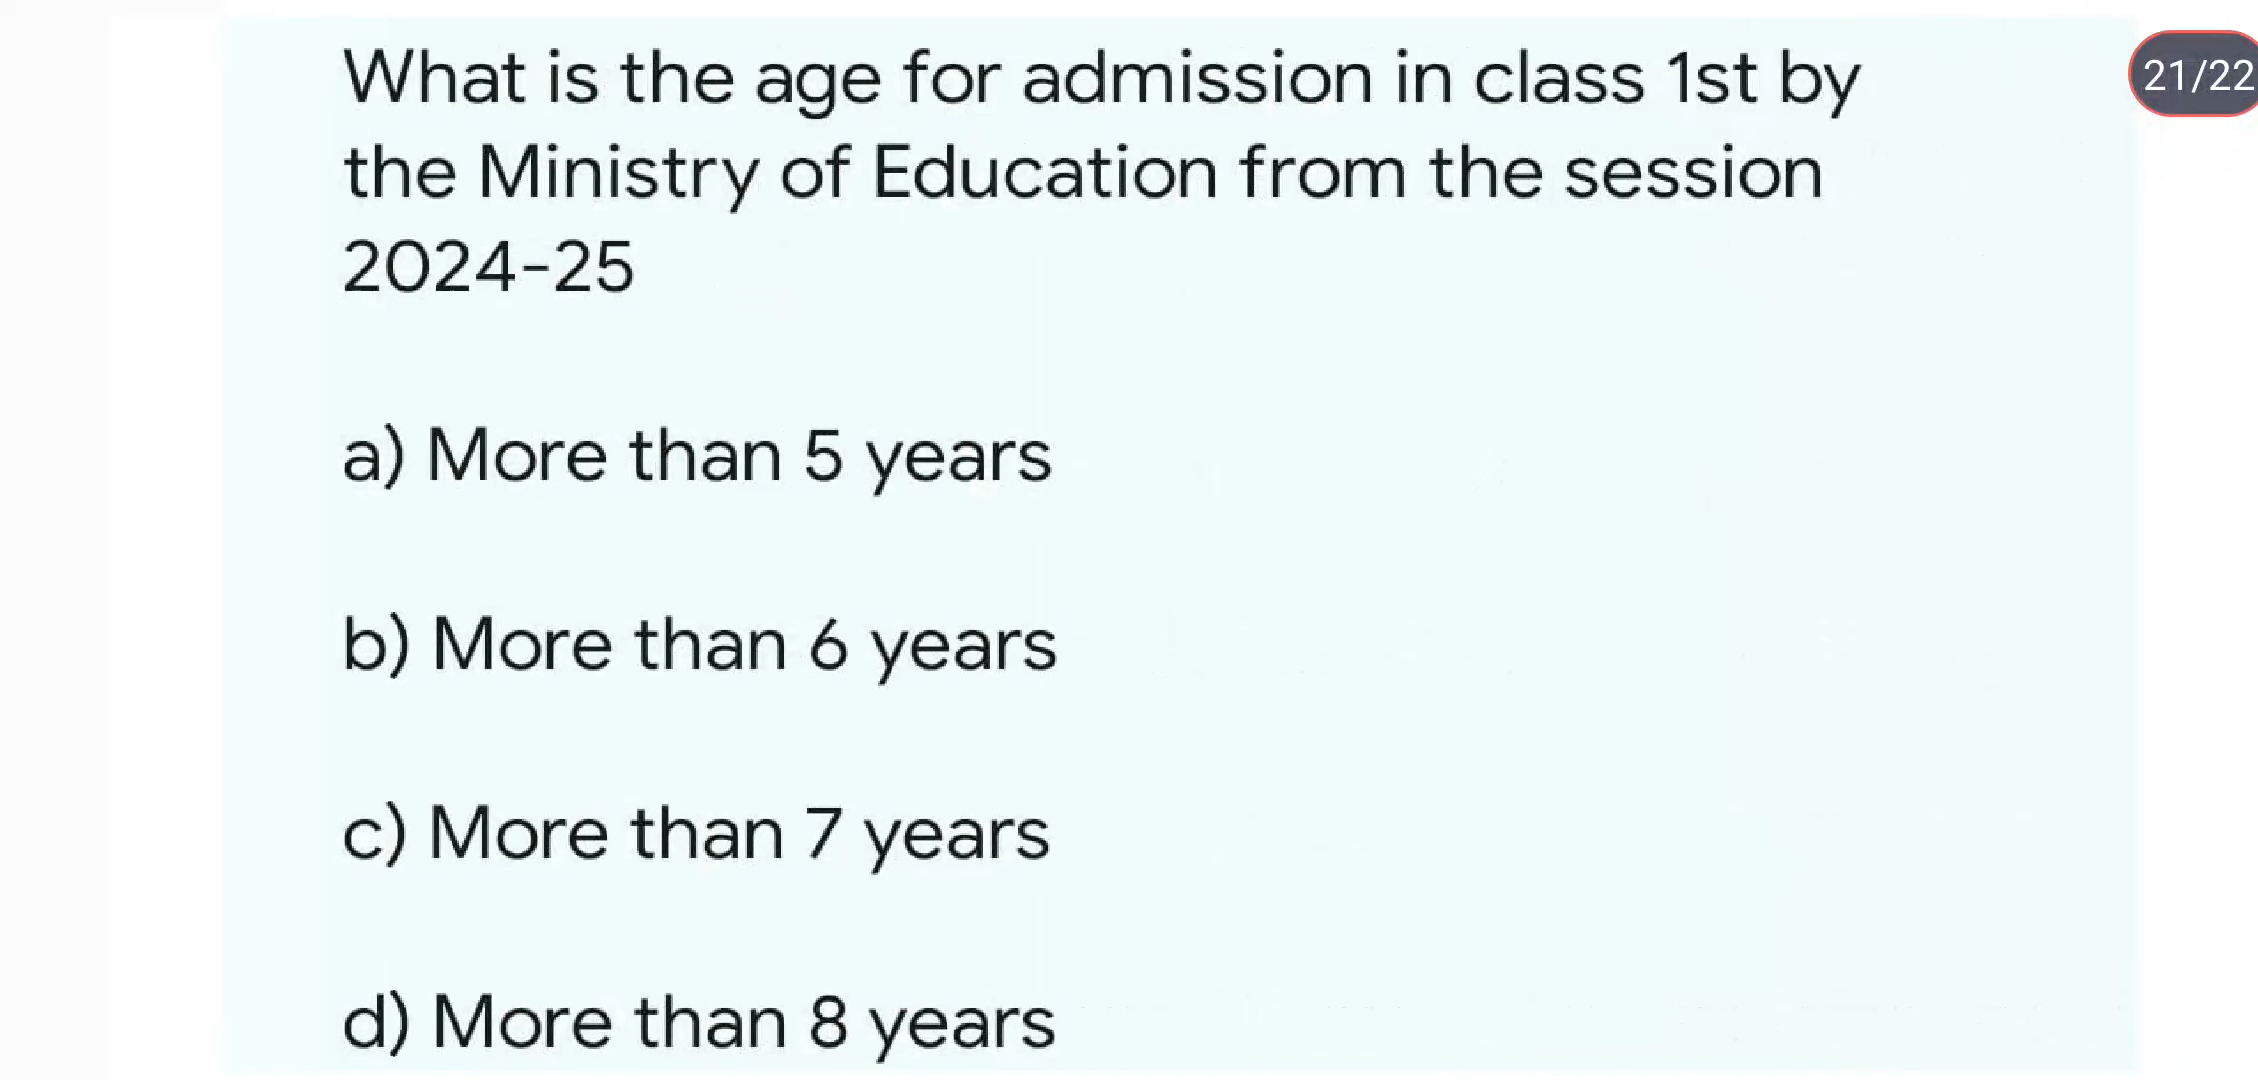 What is the age for admission in class 1st by
21/22
the Ministry of Education from the session
2024-25
a) More than 5 years
b) More than 6 years
c) More than 7 years
d) More than 8 years